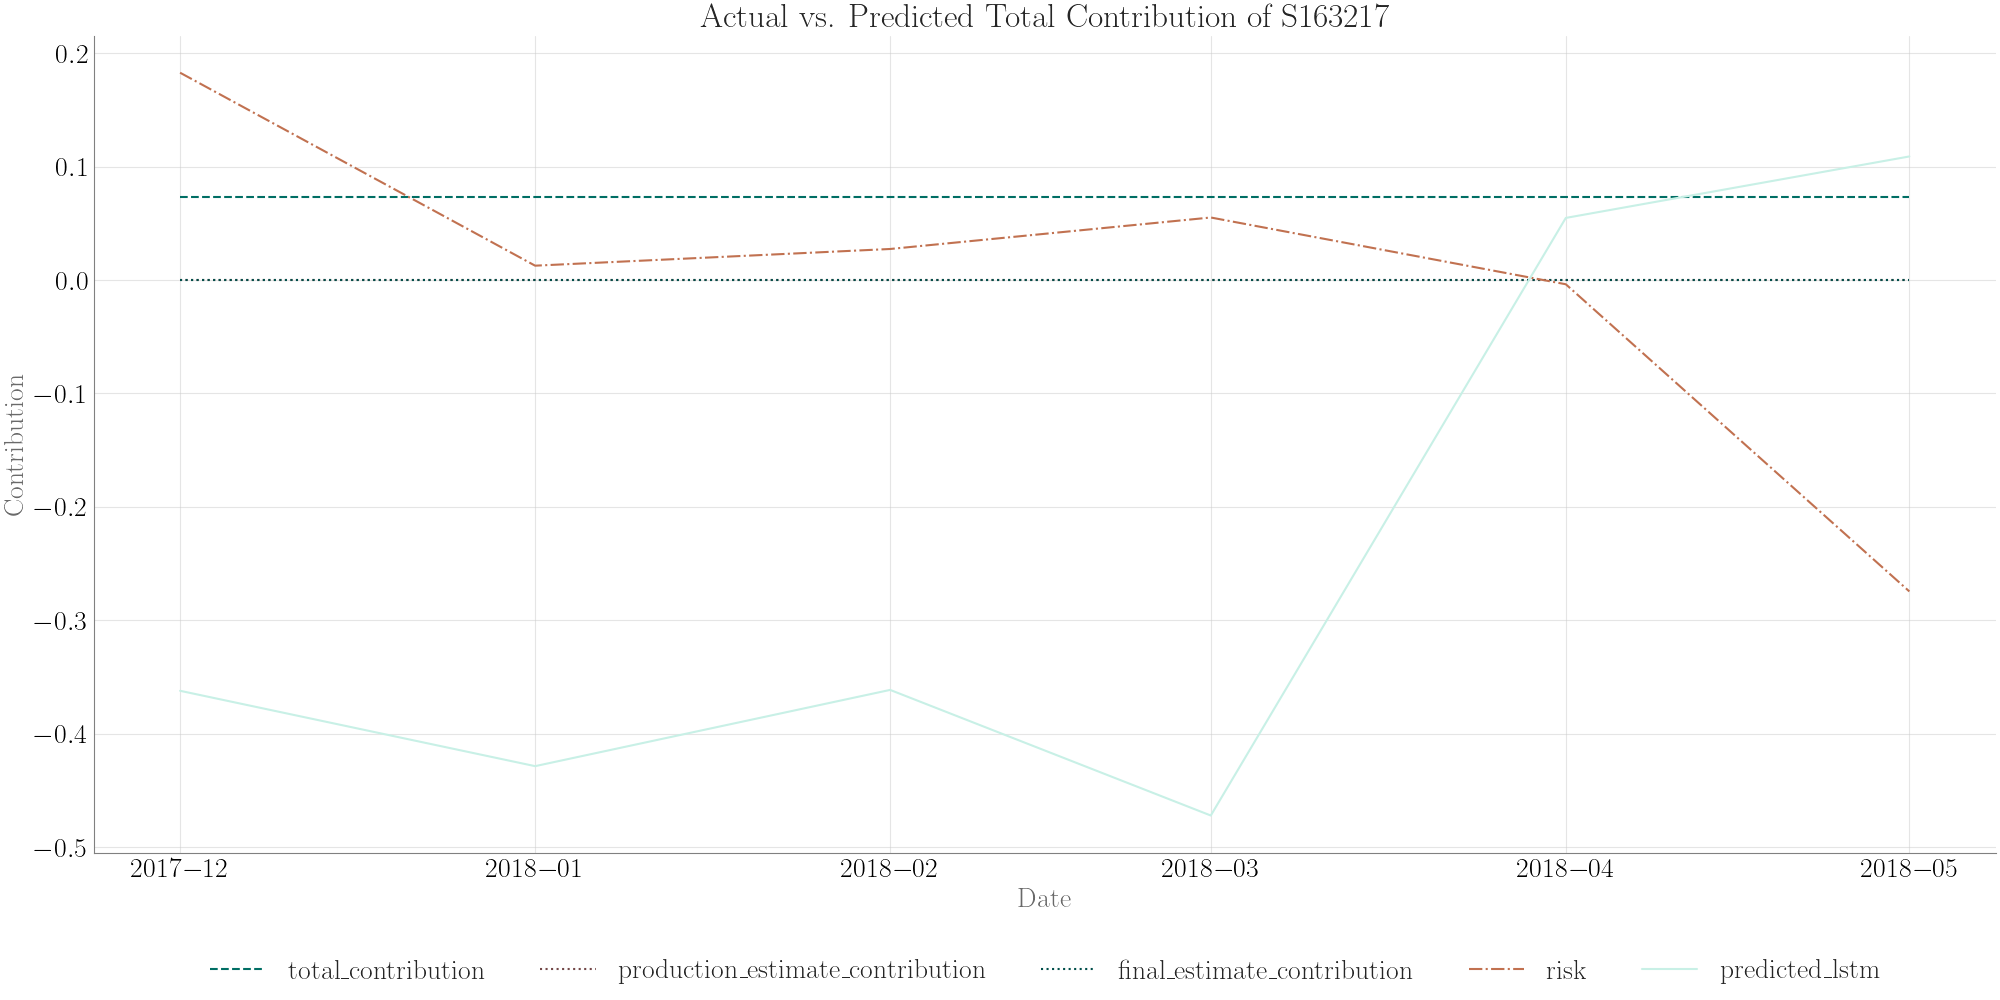 Actual vs. Predicted Total Contribution of S163217
0.2
0.1
0.0
−0.1
−0.2
−0.3
−0.4
−0.5
Contribution
2017−12 2018−01 2018−02 2018−03 2018−04 2018−05
Date
total_contribution production_estimate_contribution final_estimate_contribution risk predicted_lstm